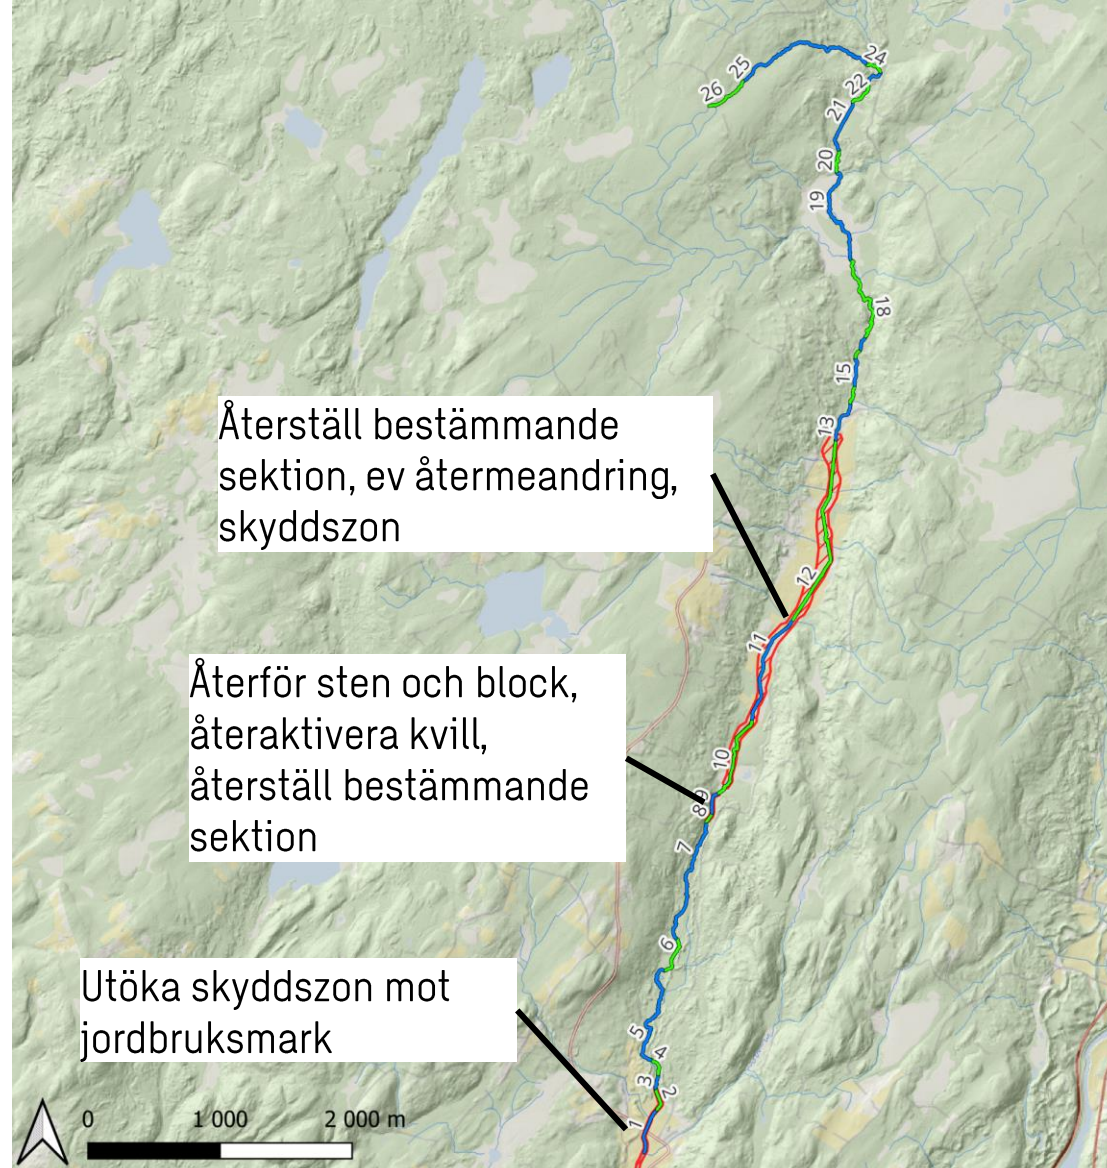 24
25
22
26
21
20
19
18
15
Återställ bestämmande
sektion, ev återmeandring,
skyddszon
13
12
11
Återför sten och block,
återaktivera kvill,
återställ bestämmande
sektion
10
9
8
7
6
Utöka skyddszon mot
jordbruksmark
5
4
3
2
1
0 1 000 2 000 m